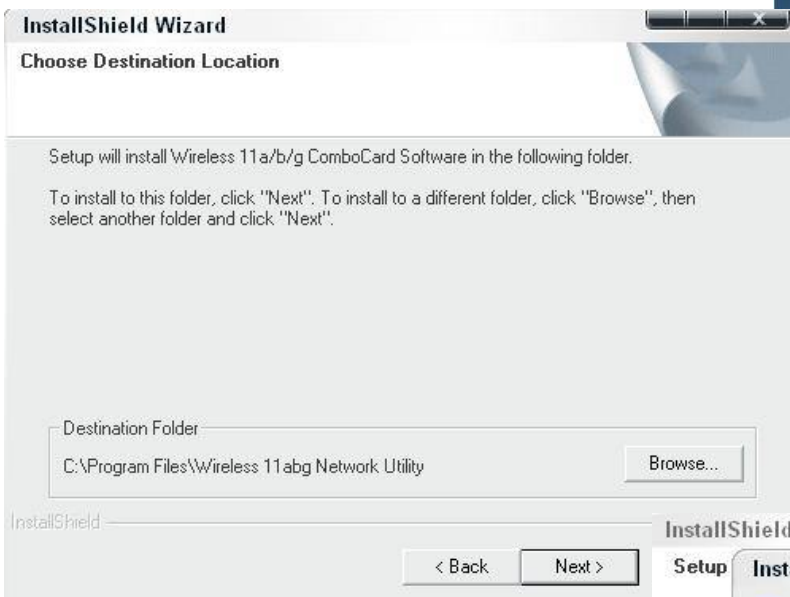 InstallShield Wizard
X
Choose Destination Location
Setup will install Wireless 11a/b/g ComboCard Software in the following folder.
To install to this folder, click "Next". To install to a different folder, click "Browse", then
select another folder and click "Next".
Destination Folder
C:\Program Files\Wireless 11abg Network Utility
Browse...
InstallShield
< Back
Next >
InstallShield
Setup
Inst